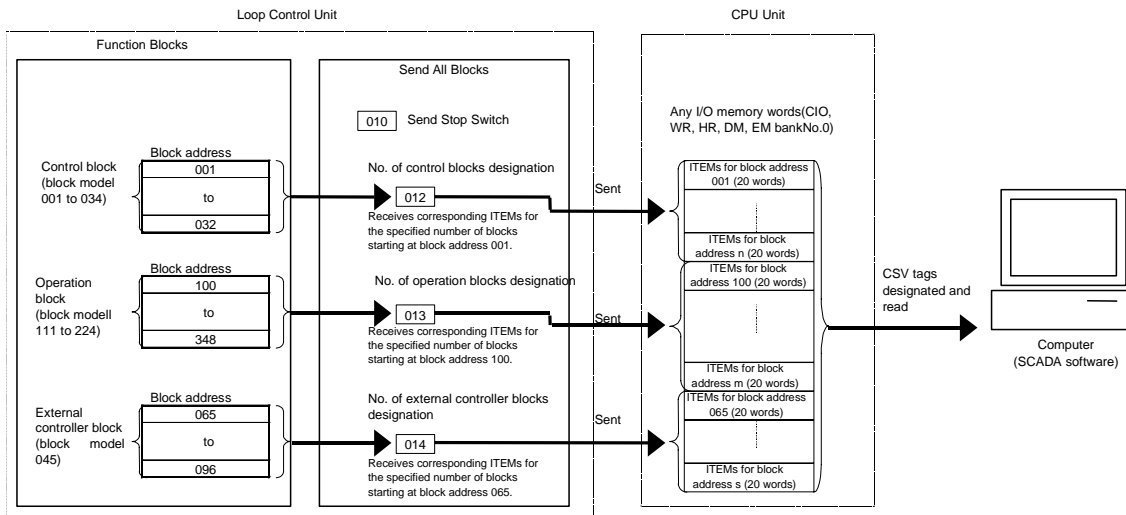 Loop Control Unit
CPU Unit
Function Blocks
Send All Blocks
010 Send Stop Switch
Any I/O memory words(CIO,
WR, HR, DM, EM bankNo.0)
Control block
(block model
001 to 034)
Block address
001
to
032
No. of control blocks designation
012
Receives corresponding ITEMs for
the specified number of blocks
starting at block address 001.
Sent
ITEMs for block address
001 (20 words)
ITEMs for block
address n (20 words)
Operation
block
(block modell
111 to 224)
Block address
100
to
348
No. of operation blocks designation
013
Receives corresponding ITEMs for
the specified number of blocks
starting at block address 100.
Sent
ITEMs for block
address 100 (20 words)
ITEMs for block
address m (20 words)
External
controller block
(block model
045)
Block address
065
to
096
No. of external controller blocks
designation
014
Receives corresponding ITEMs for
the specified number of blocks
starting at block address 065.
Sent
ITEMs for block address
065 (20 words)
ITEMs for block
address s (20 words)
CSV tags
designated and
read
Computer
(SCADA software)